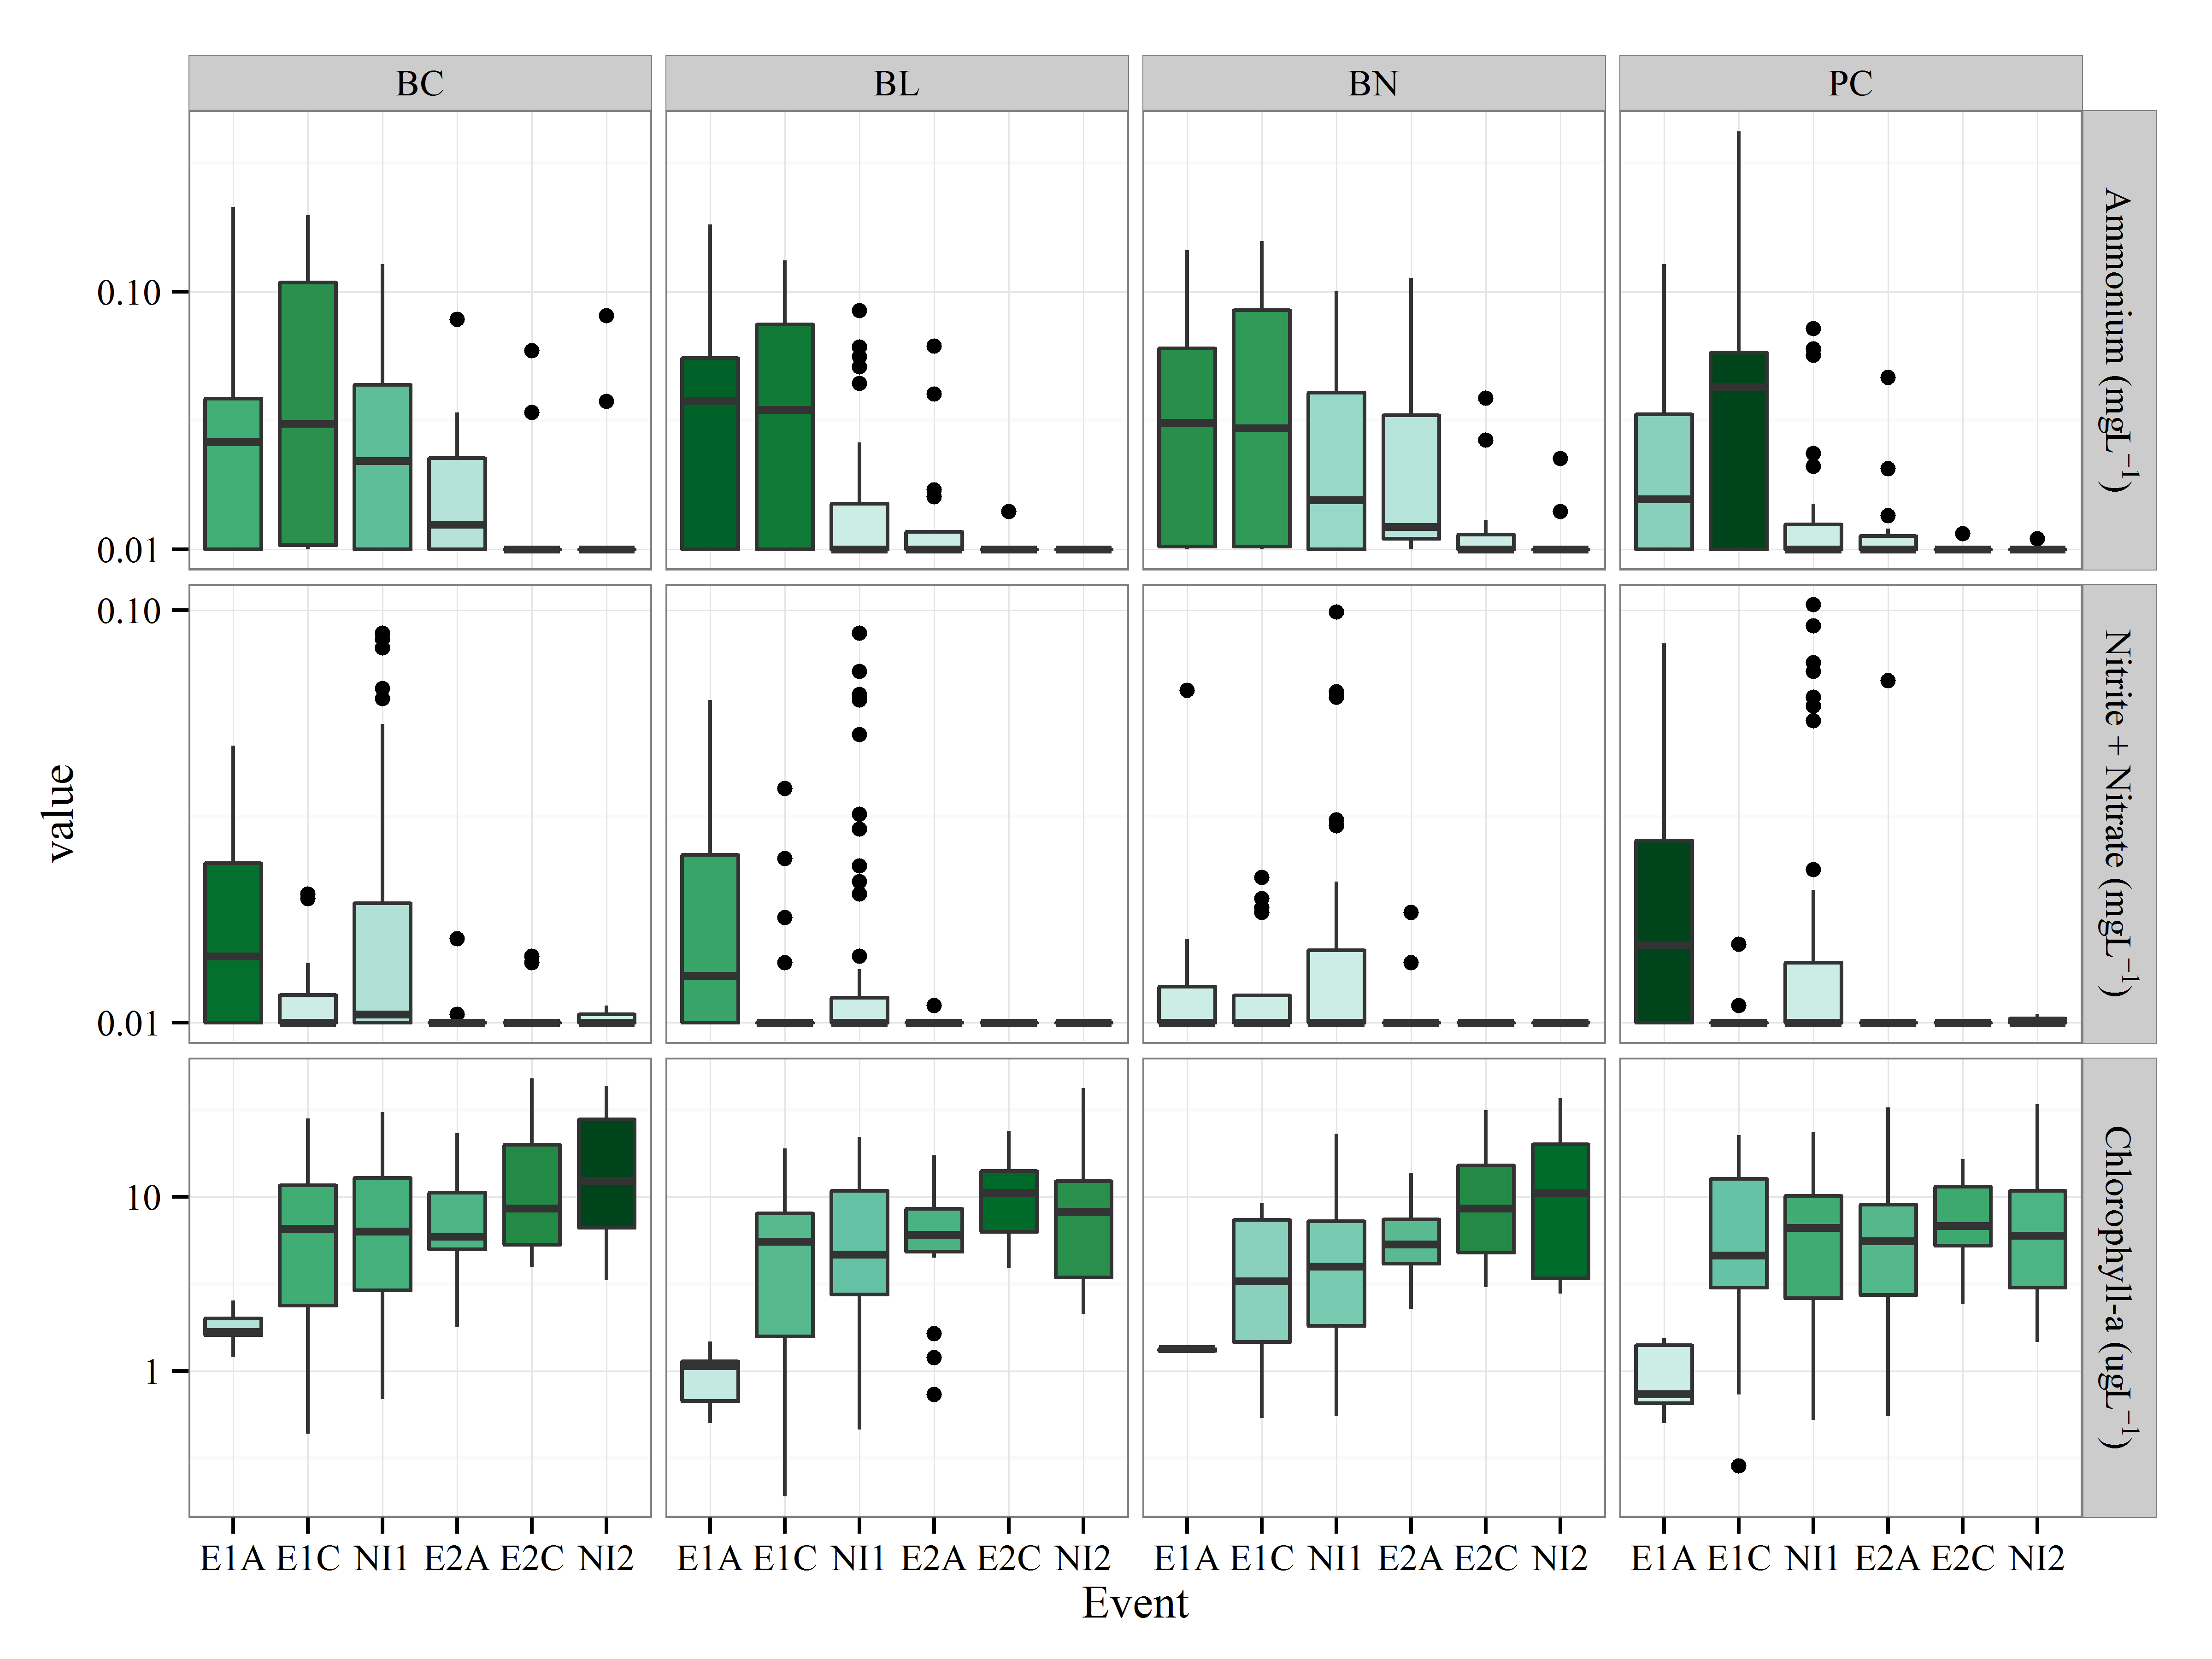 BC BL BN PC
0.10
0.01
Ammonium (mgL⁻¹)
0.10
0.01
Nitrite + Nitrate (mgL⁻¹)
10
1
Chlorophyll-a (ugL⁻¹)
value
E1A E1C NI1 E2A E2C NI2 E1A E1C NI1 E2A E2C NI2 E1A E1C NI1 E2A E2C NI2 E1A E1C NI1 E2A E2C NI2
Event